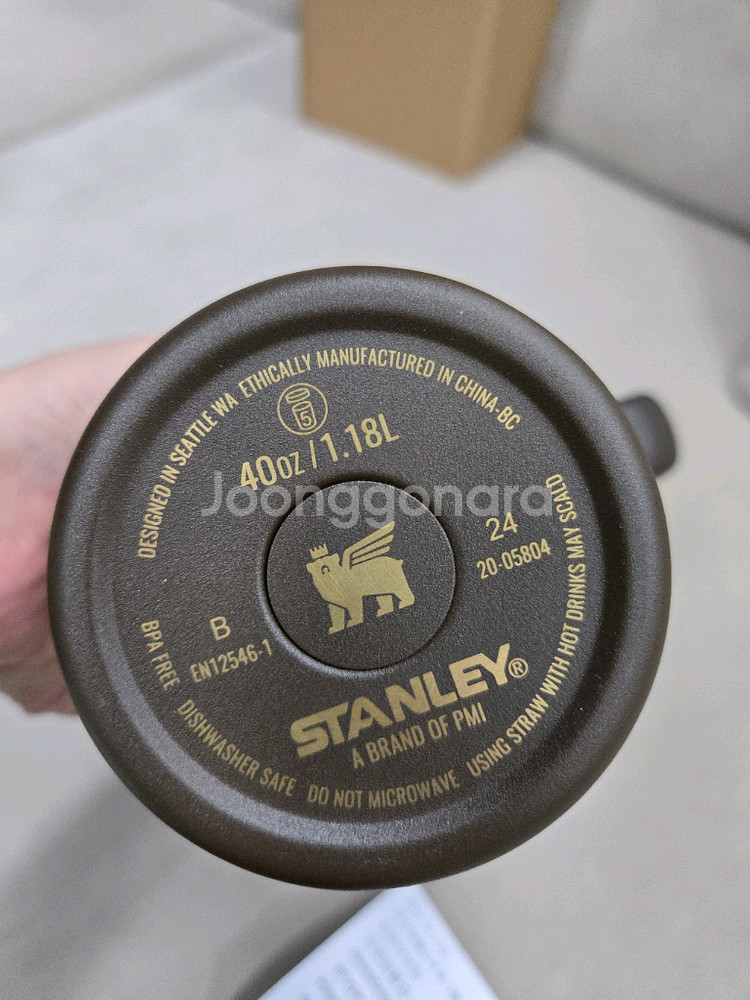 DESIGNED IN SEATTLE WA ETHICALLY MANUFACTURED IN CHINA-BC
5
40OZ / 1.18L
Joonggonara
24
20-05804
B
EN12546-1
STANLEY®
A BRAND OF PMI
BPA FREE DISHWASHER SAFE DO NOT MICROWAVE USING STRAW WITH HOT DRINKS MAY SCALD